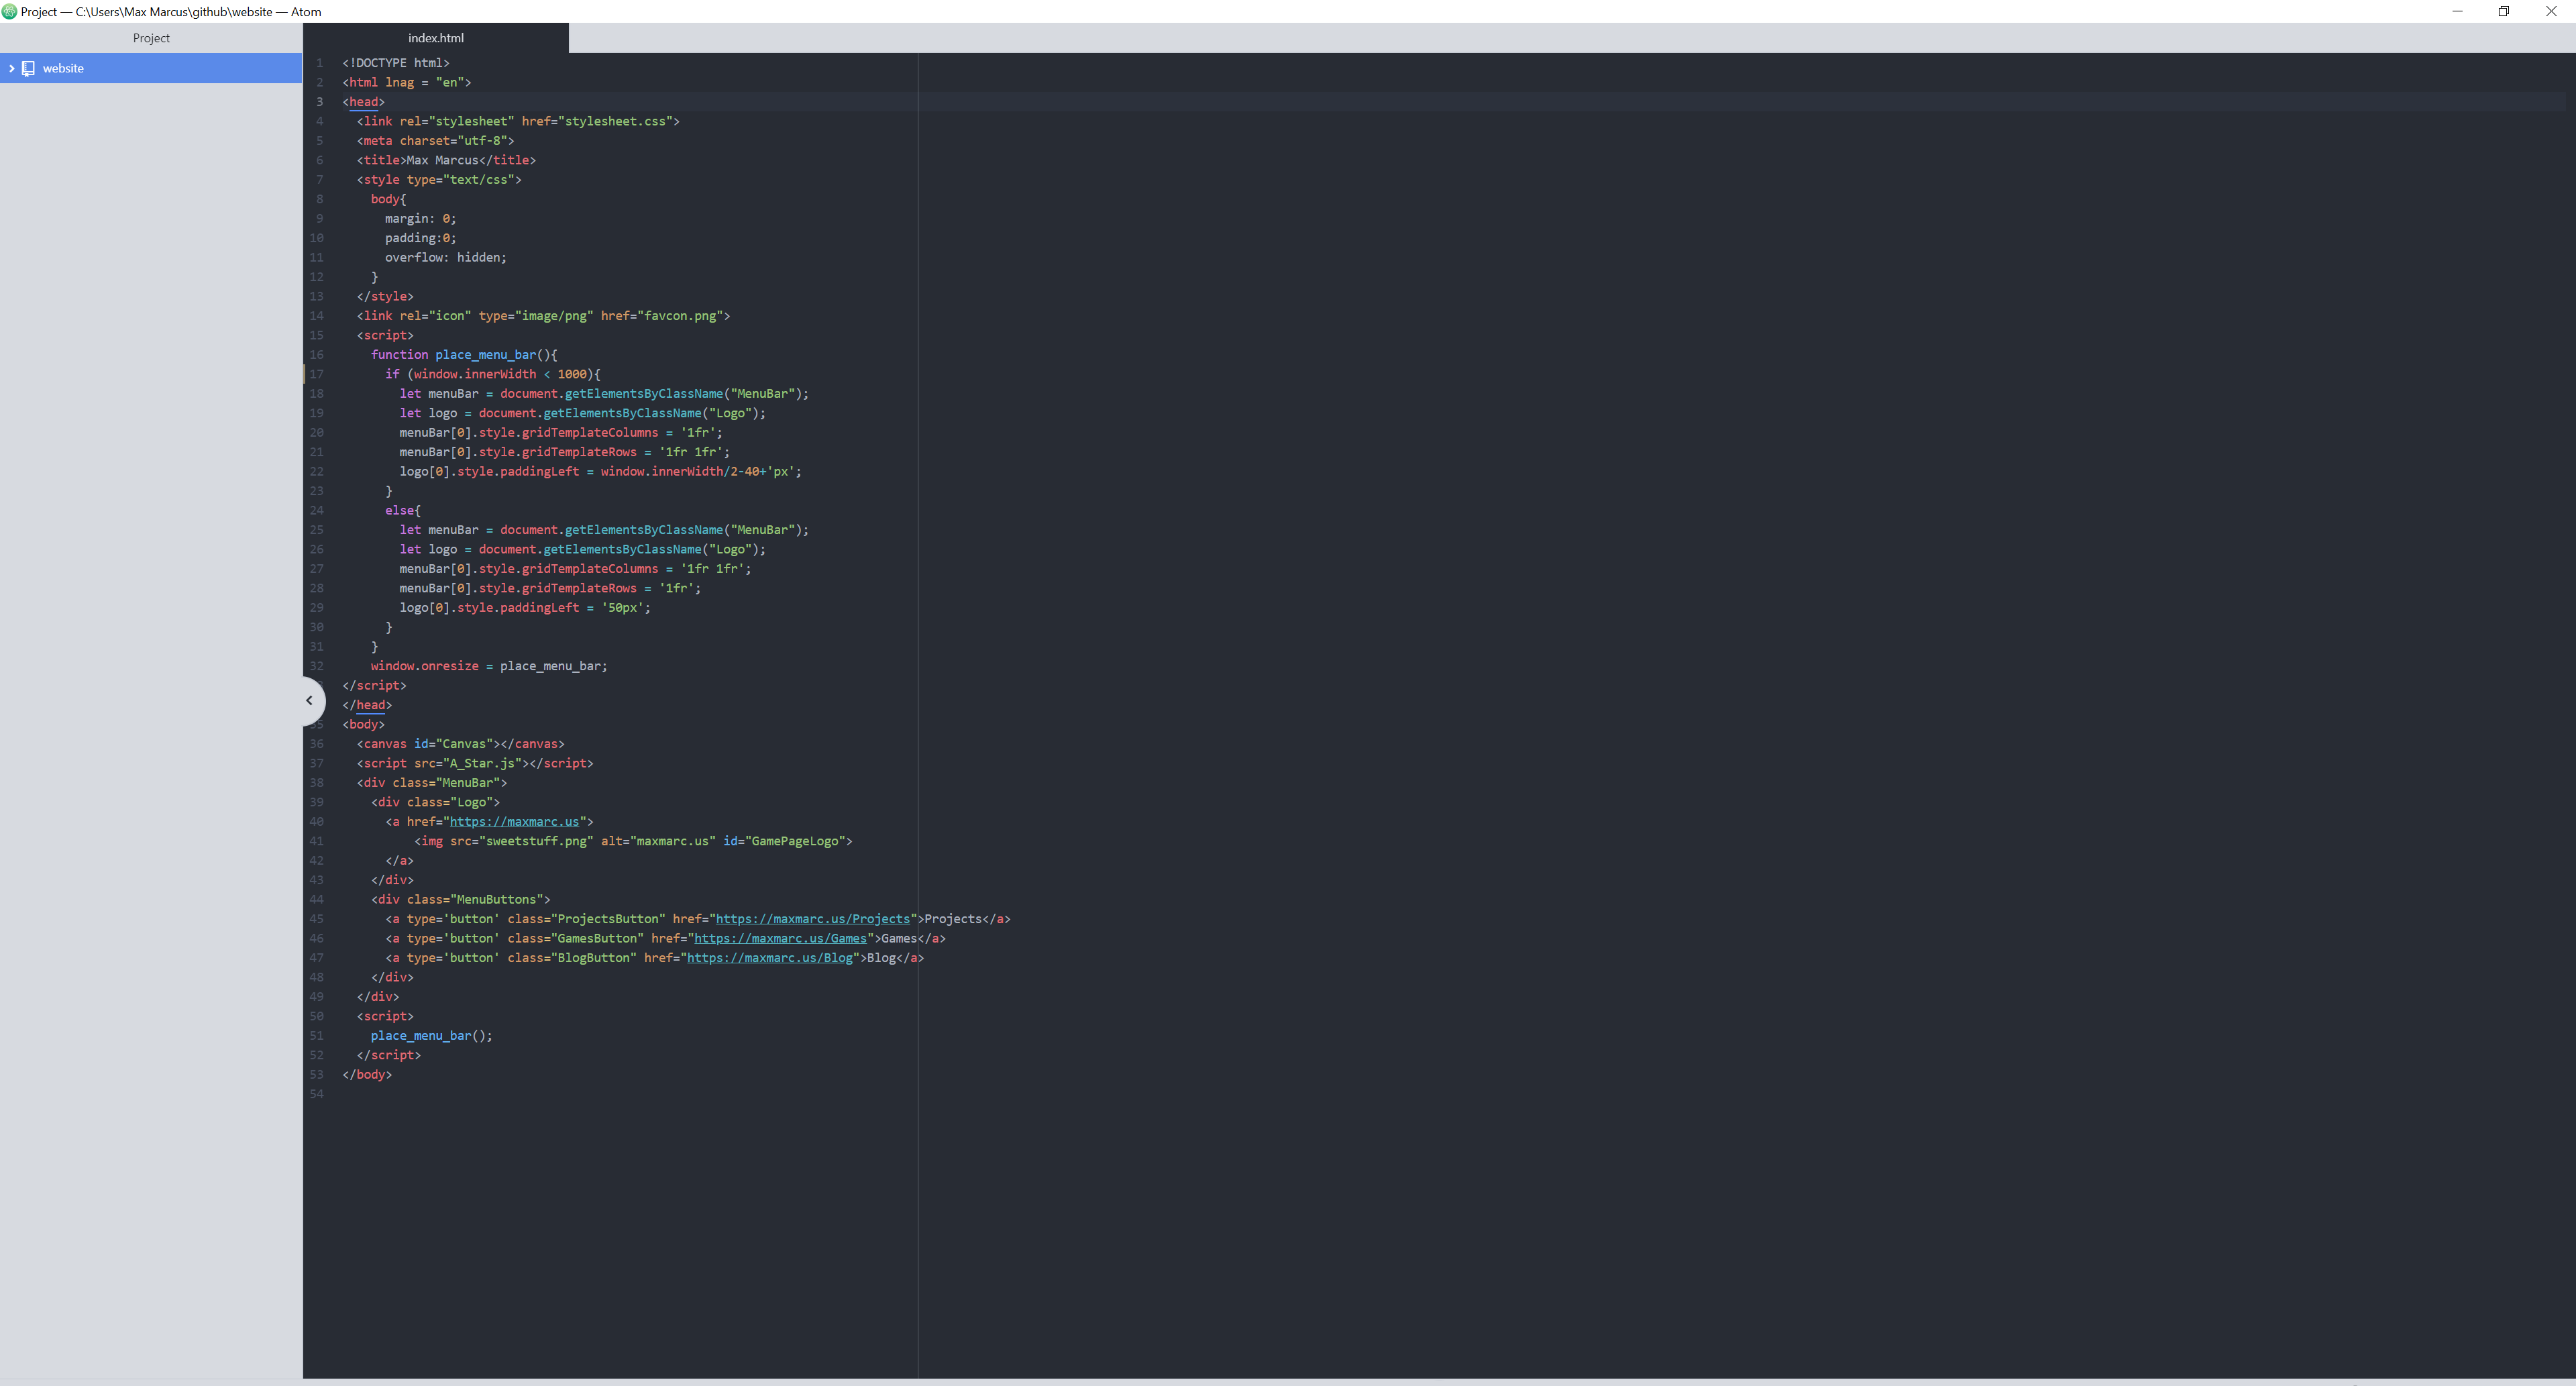 Project — C:\Users\Max Marcus\github\website — Atom
Project
website
index.html
1 <!DOCTYPE html>
2 <html lnag = "en">
3 <head>
4 <link rel="stylesheet" href="stylesheet.css">
5 <meta charset="utf-8">
6 <title>Max Marcus</title>
7 <style type="text/css">
8 body{
9 margin: 0;
10 padding:0;
11 overflow: hidden;
12 }
13 </style>
14 <link rel="icon" type="image/png" href="favcon.png">
15 <script>
16 function place_menu_bar(){
17 if (window.innerWidth < 1000){
18 let menuBar = document.getElementsByClassName("MenuBar");
19 let logo = document.getElementsByClassName("Logo");
20 menuBar[0].style.gridTemplateColumns = '1fr';
21 menuBar[0].style.gridTemplateRows = '1fr 1fr';
22 logo[0].style.paddingLeft = window.innerWidth/2-40+'px';
23 }
24 else{
25 let menuBar = document.getElementsByClassName("MenuBar");
26 let logo = document.getElementsByClassName("Logo");
27 menuBar[0].style.gridTemplateColumns = '1fr 1fr';
28 menuBar[0].style.gridTemplateRows = '1fr';
29 logo[0].style.paddingLeft = '50px';
30 }
31 }
32 window.onresize = place_menu_bar;
</script>
</head>
35 <body>
36 <canvas id="Canvas"></canvas>
37 <script src="A_Star.js"></script>
38 <div class="MenuBar">
39 <div class="Logo">
40 <a href="https://maxmarc.us">
41 <img src="sweetstuff.png" alt="maxmarc.us" id="GamePageLogo">
42 </a>
43 </div>
44 <div class="MenuButtons">
45 <a type='button' class="ProjectsButton" href="https://maxmarc.us/Projects">Projects</a>
46 <a type='button' class="GamesButton" href="https://maxmarc.us/Games">Games</a>
47 <a type='button' class="BlogButton" href="https://maxmarc.us/Blog">Blog</a>
48 </div>
49 </div>
50 <script>
51 place_menu_bar();
52 </script>
53 </body>
54